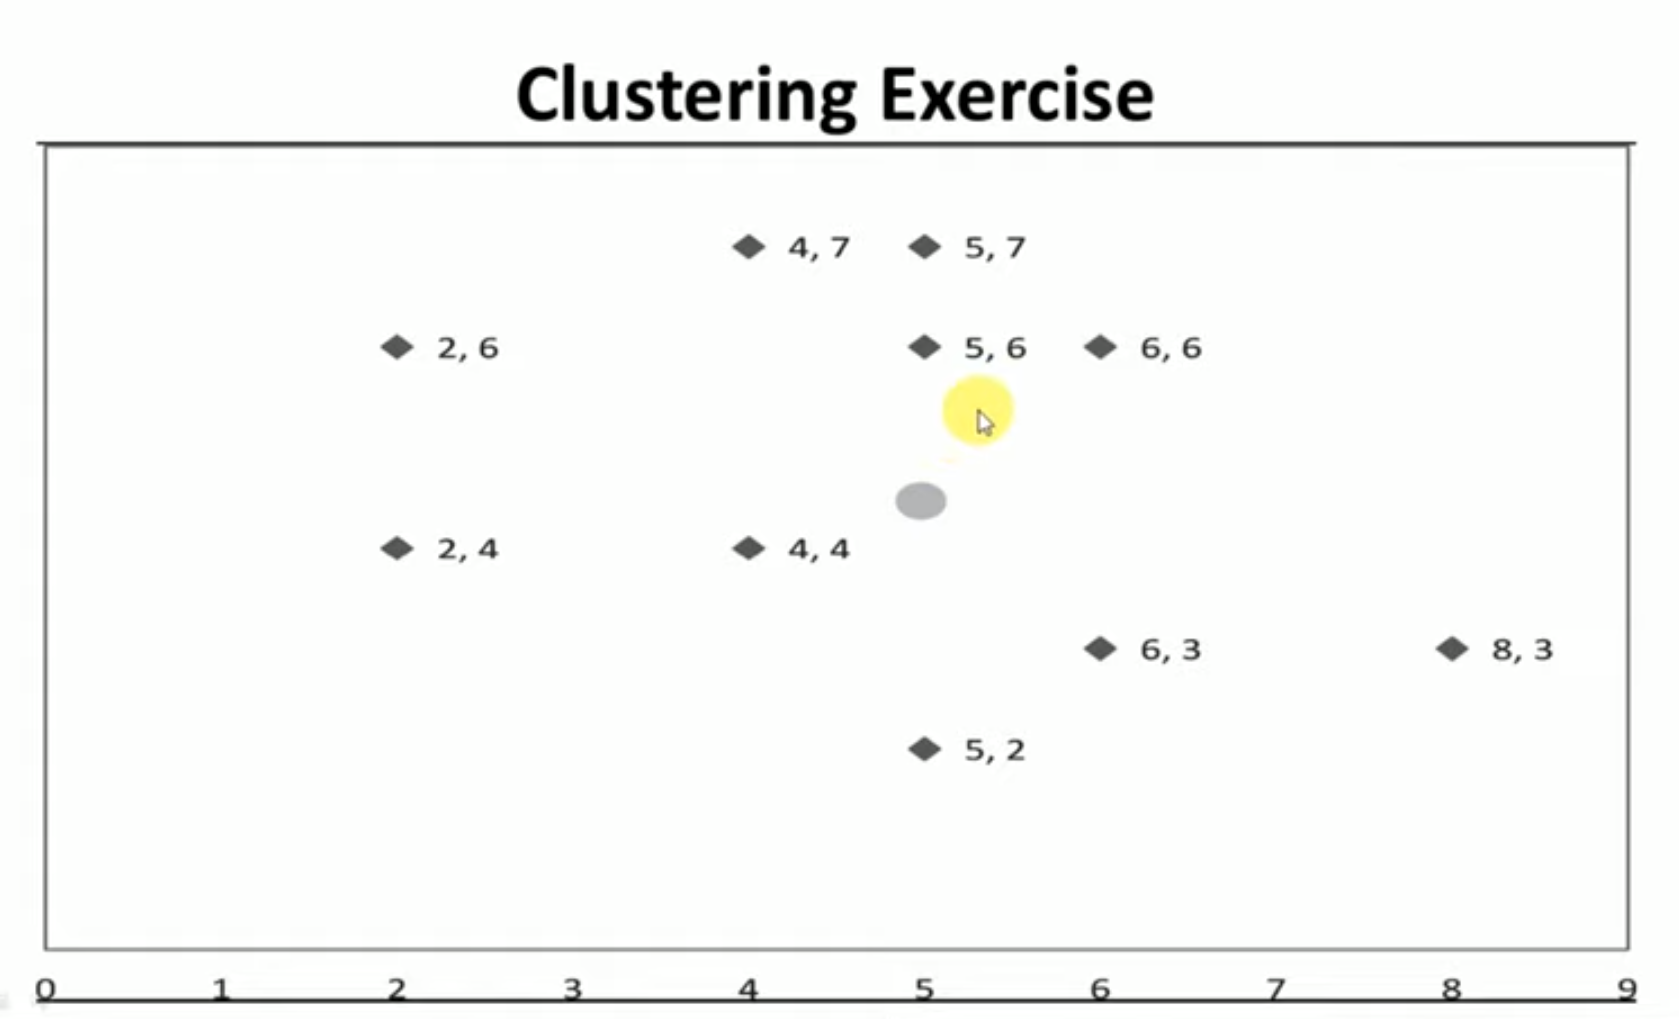 Clustering Exercise
4, 7 5, 7
2, 6 5, 6 6, 6
2, 4 4, 4
6, 3 8, 3
5, 2
0 1 2 3 4 5 6 7 8 9